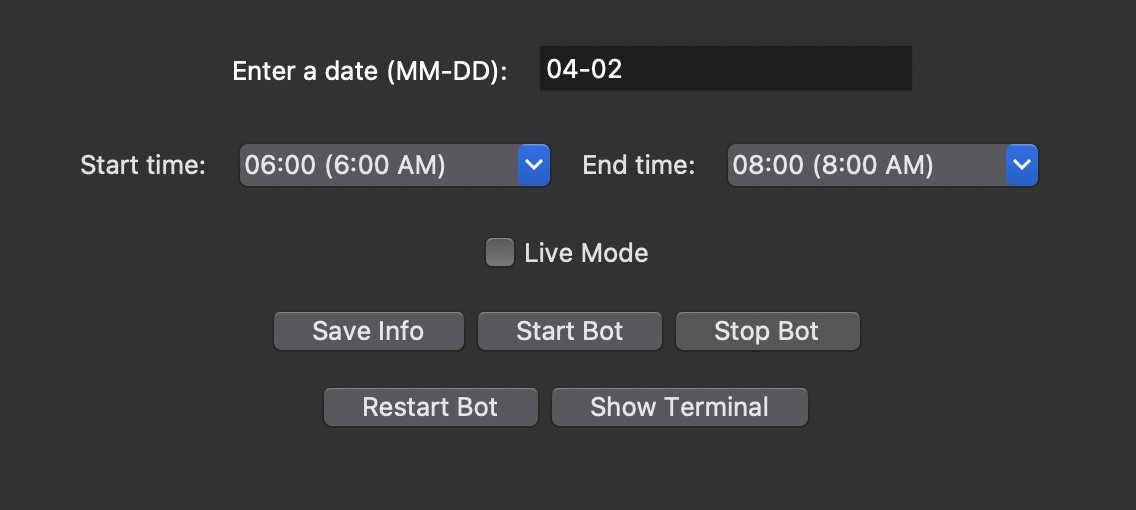 Enter a date (MM-DD): 04-02
Start time: 06:00 (6:00 AM) End time: 08:00 (8:00 AM)
Live Mode
Save Info Start Bot Stop Bot
Restart Bot Show Terminal